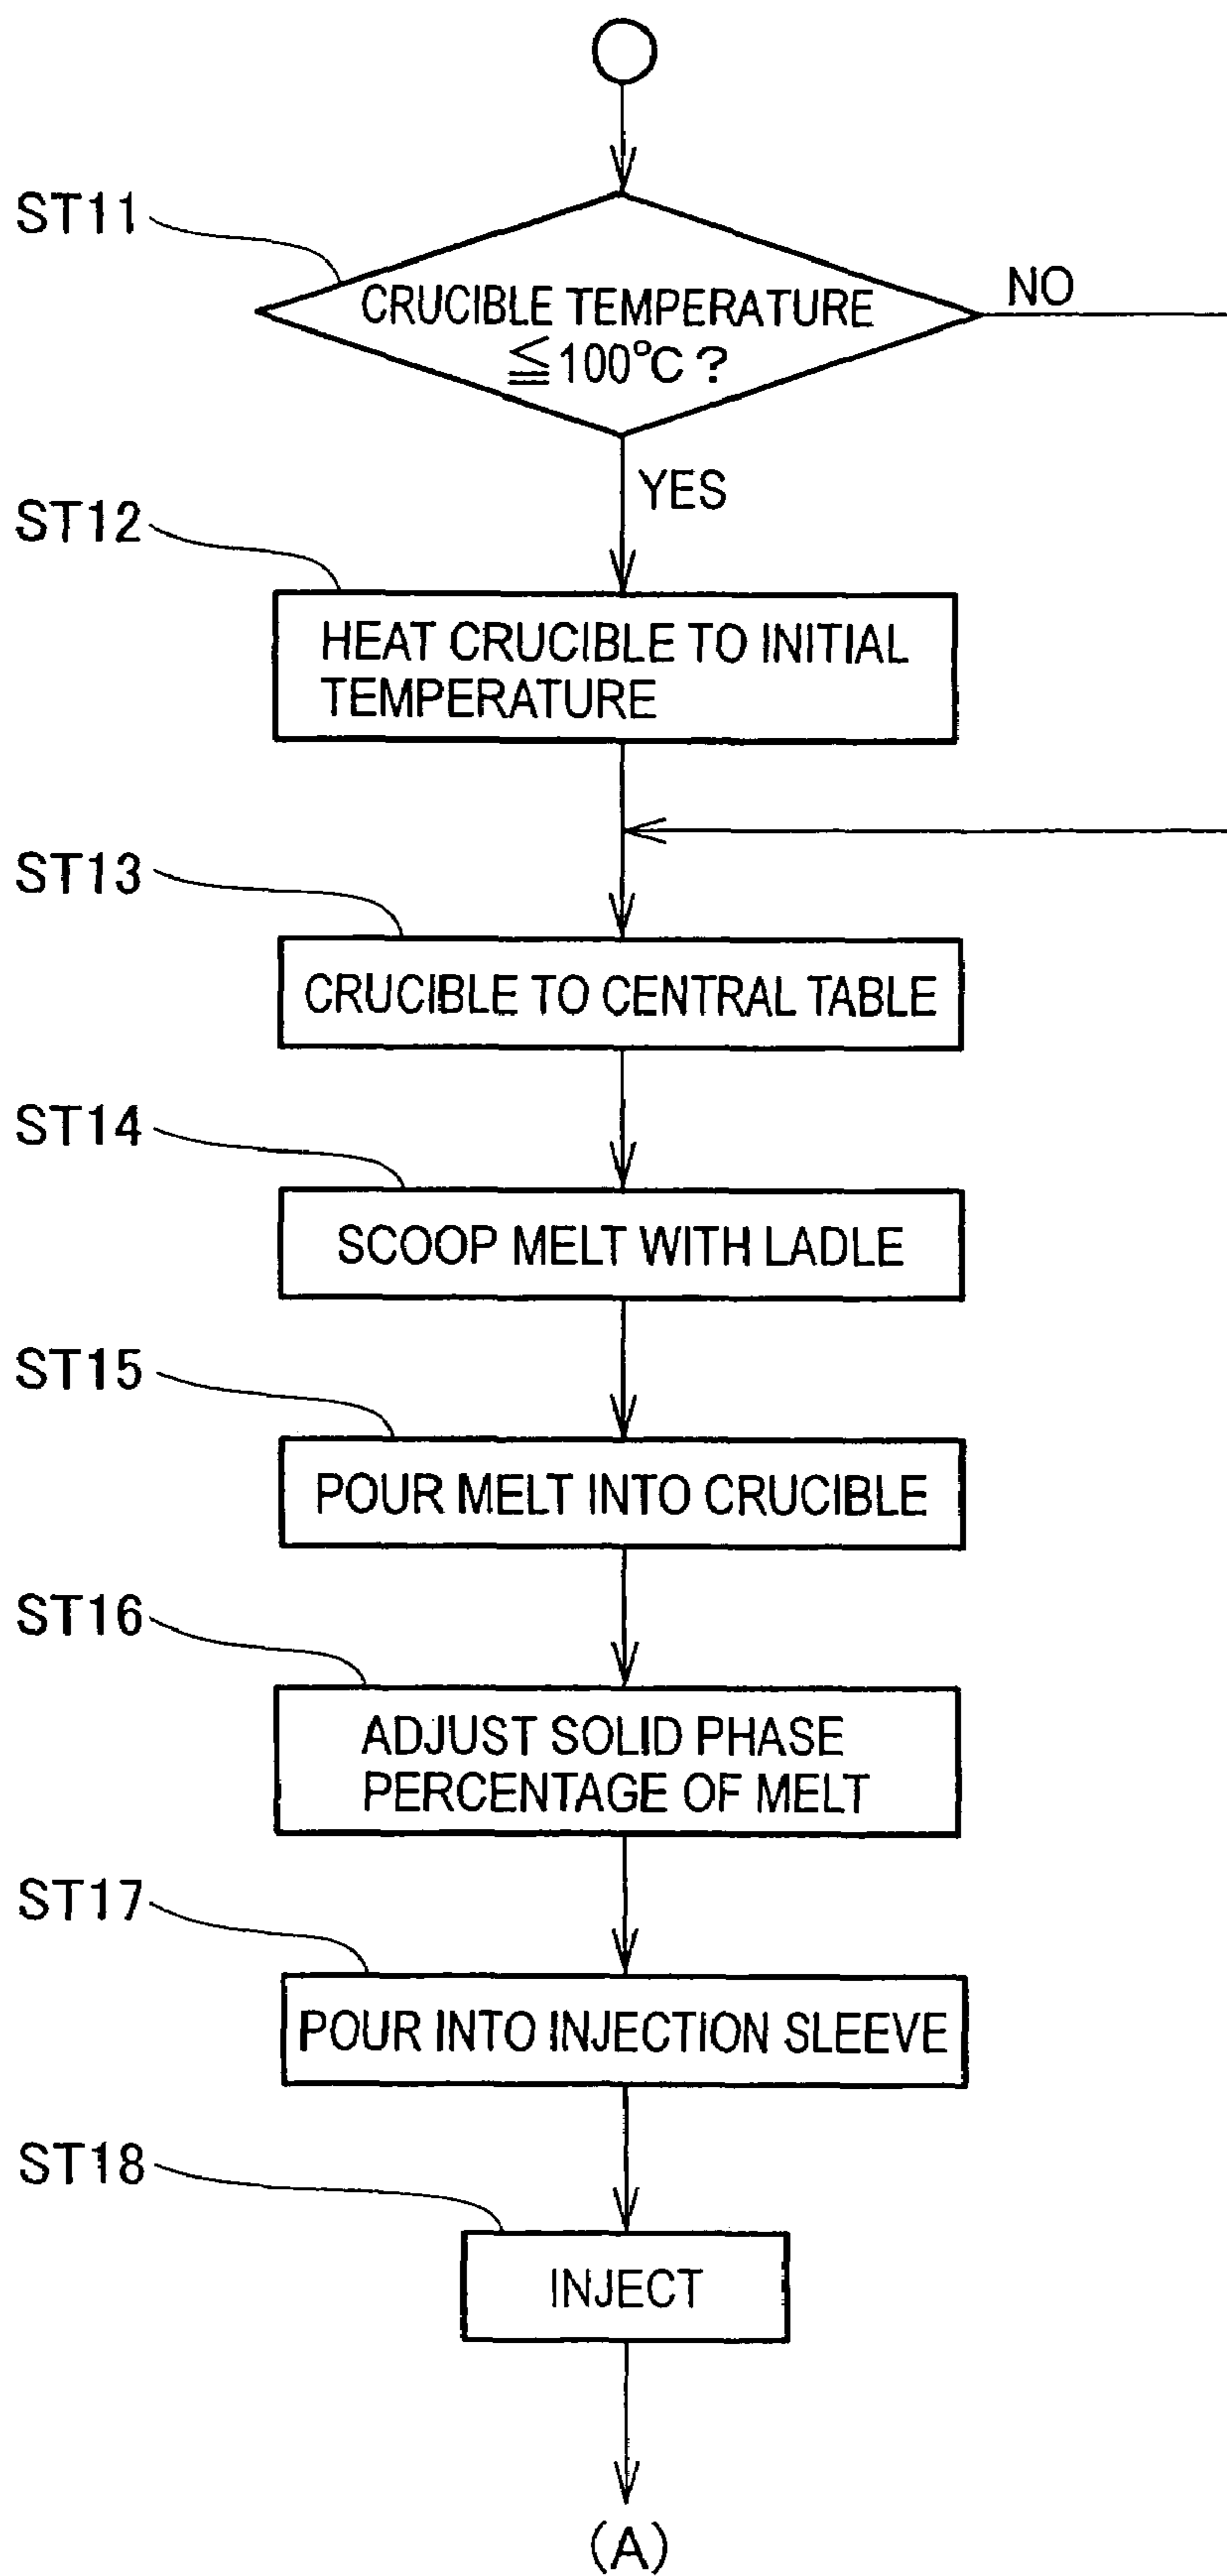 ST11
CRUCIBLE TEMPERATURE
≦100°C ?
NO
YES
ST12
HEAT CRUCIBLE TO INITIAL
TEMPERATURE
ST13
CRUCIBLE TO CENTRAL TABLE
ST14
SCOOP MELT WITH LADLE
ST15
POUR MELT INTO CRUCIBLE
ST16
ADJUST SOLID PHASE
PERCENTAGE OF MELT
ST17
POUR INTO INJECTION SLEEVE
ST18
INJECT
(A)